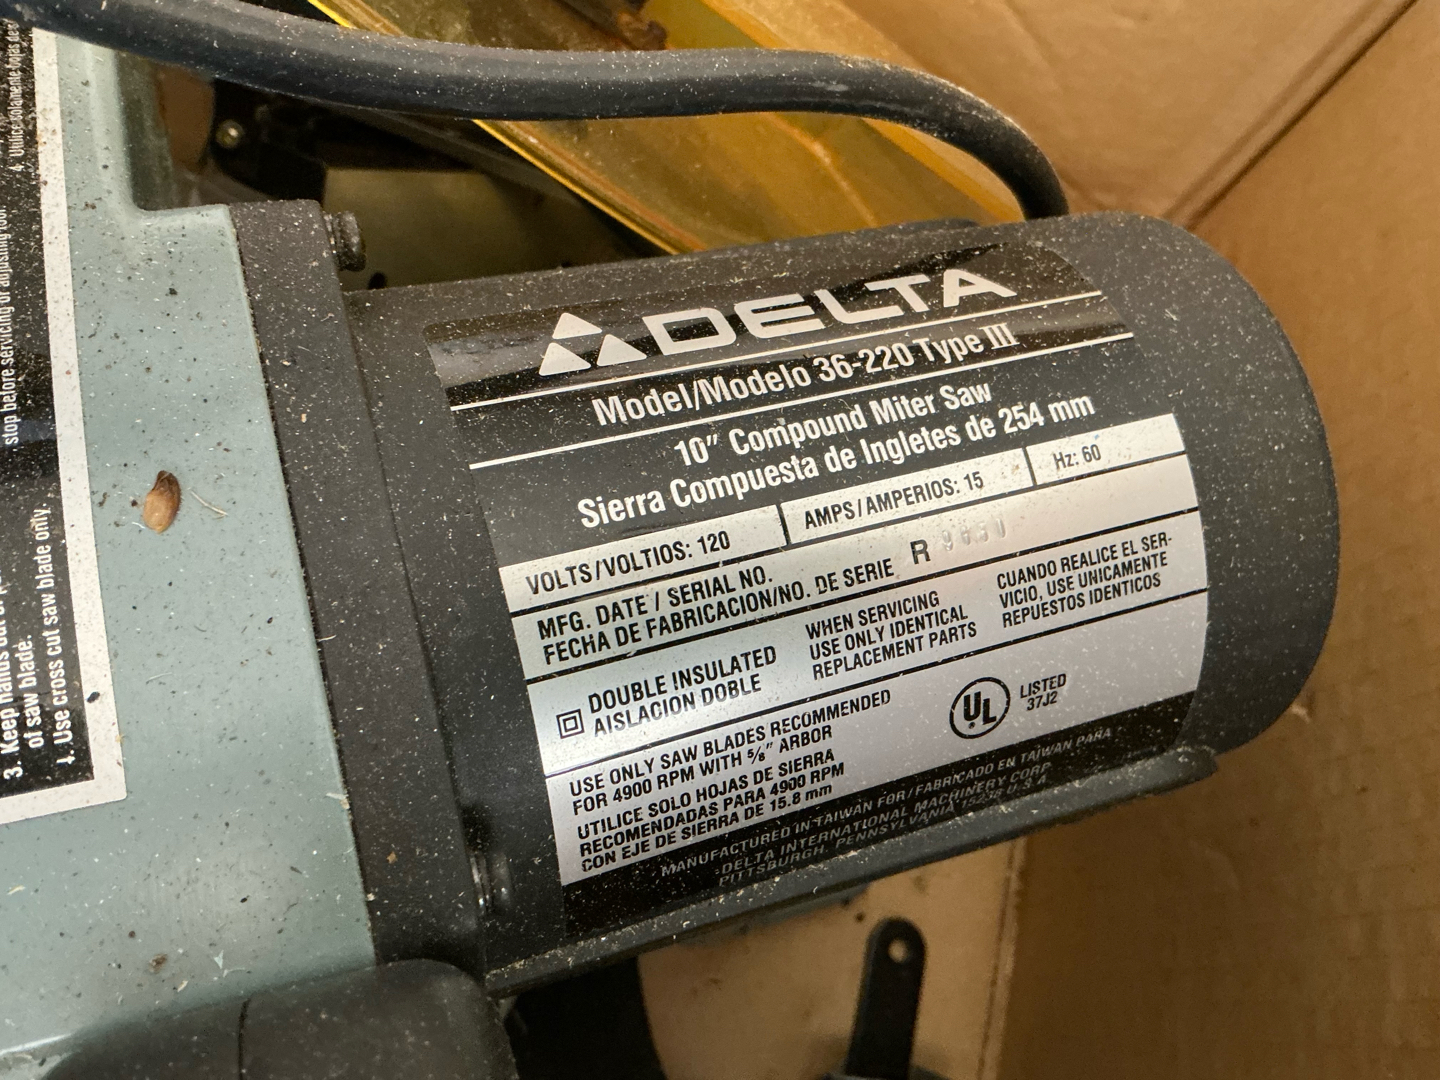 4. Utilice solamente hojas de
stop before servicing or adjusting tool.
3. Keep hands out of
of saw blade.
4. Use cross cut saw blade only.
DELTA
Model/Modelo 36-220 Type III
10" Compound Miter Saw
Sierra Compuesta de Ingletes de 254 mm
VOLTS/VOLTIOS: 120
AMPS/AMPERIOS: 15
Hz: 60
MFG. DATE / SERIAL NO.
FECHA DE FABRICACION/NO. DE SERIE R
DOUBLE INSULATED
AISLACION DOBLE
WHEN SERVICING
USE ONLY IDENTICAL
REPLACEMENT PARTS
CUANDO REALICE EL SER-
VICIO, USE UNICAMENTE
REPUESTOS IDENTICOS
USE ONLY SAW BLADES RECOMMENDED
FOR 4900 RPM WITH 5/8" ARBOR
UTILICE SOLO HOJAS DE SIERRA
RECOMENDADAS PARA 4900 RPM
CON EJE DE SIERRA DE 15.8 mm
UL
LISTED
37J2
MANUFACTURED IN TAIWAN FOR/FABRICADO EN TAIWAN PARA
DELTA INTERNATIONAL MACHINERY CORP.
PITTSBURGH, PENNSYLVANIA 15238 U.S.A.